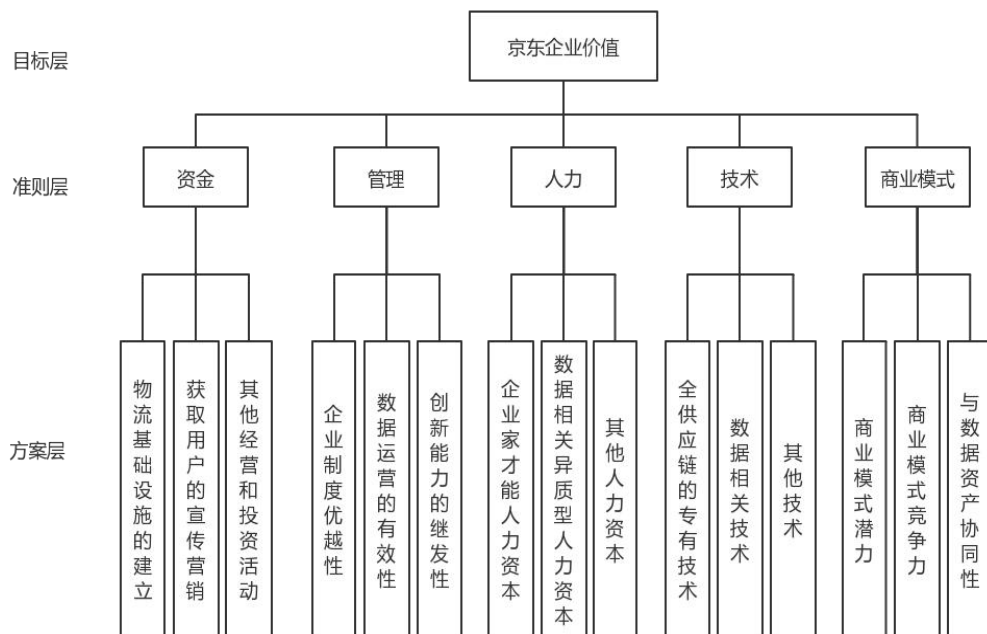 目标层
京东企业价值
准则层
资金
管理
人力
技术
商业模式
方案层
物流基础设施的建立
获取用户的宣传营销
其他经营和投资活动
企业制度优越性
数据运营的有效性
创新能力的继发性
企业家才能人力资本
数据相关异质型人力资本
其他人力资本
全供应链的专有技术
数据相关技术
其他技术
商业模式潜力
商业模式竞争力
与数据资产协同性